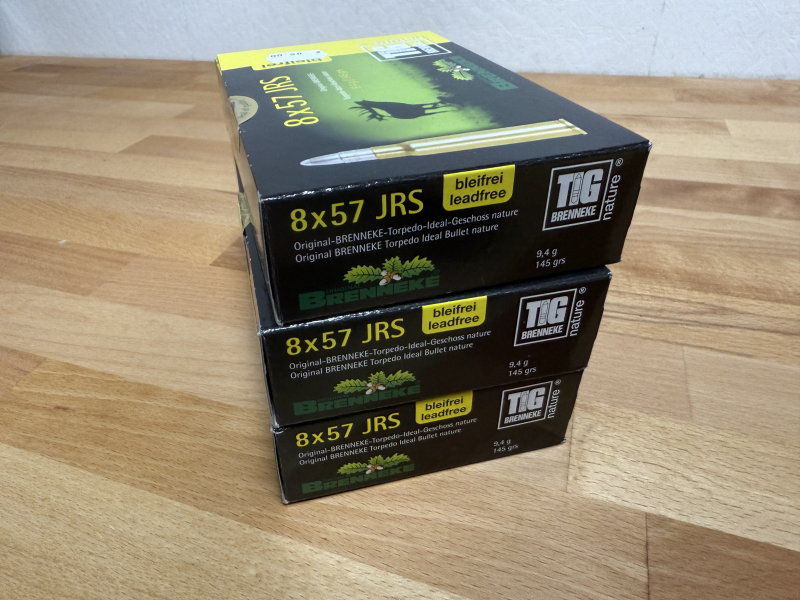 bleifrei
8x57 JRS
BRENNEKE
8x57 JRS
bleifrei
leadfree
TIG
BRENNEKE
nature®
Original-BRENNEKE-Torpedo-Ideal-Geschoss nature
Original BRENNEKE Torpedo Ideal Bullet nature
9,4 g
145 grs
BRENNEKE
8x57 JRS
bleifrei
leadfree
TIG
BRENNEKE
nature®
Original-BRENNEKE-Torpedo-Ideal-Geschoss nature
Original BRENNEKE Torpedo Ideal Bullet nature
9,4 g
145 grs
BRENNEKE
8x57 JRS
bleifrei
leadfree
TIG
BRENNEKE
nature®
Original-BRENNEKE-Torpedo-Ideal-Geschoss nature
Original BRENNEKE Torpedo Ideal Bullet nature
9,4 g
145 grs
BRENNEKE